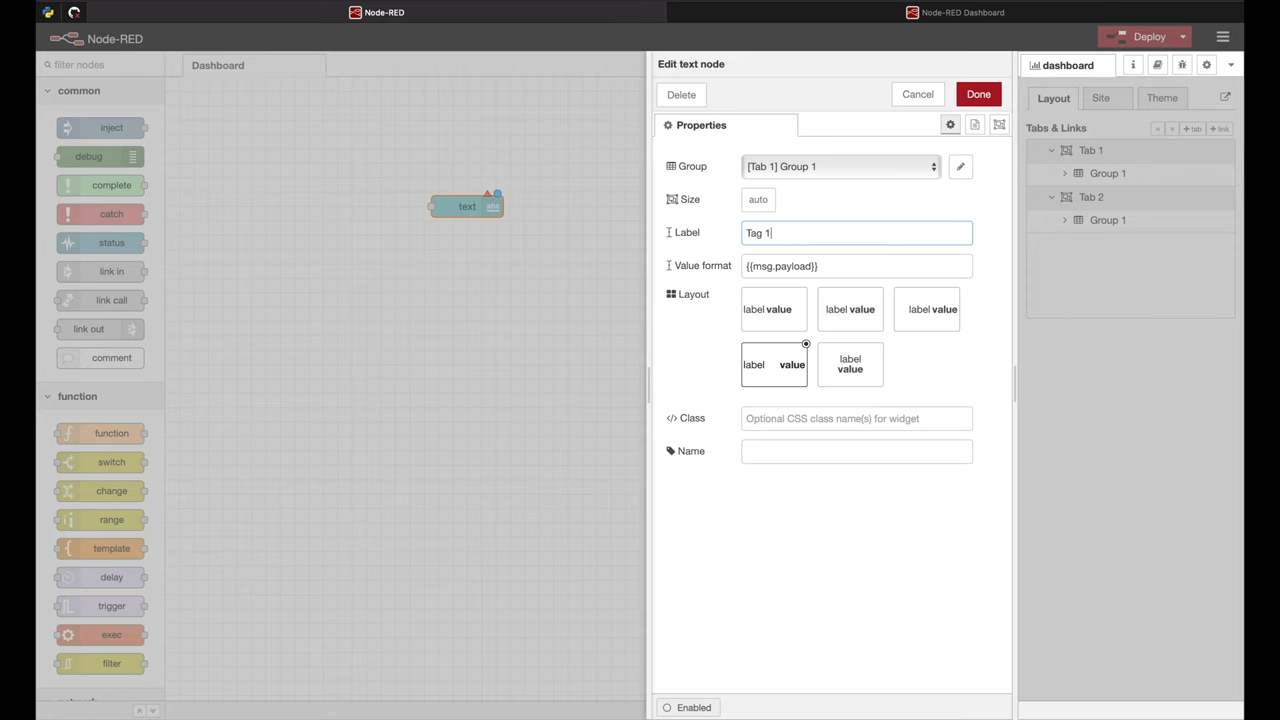 Node-RED
Node-RED Dashboard
Node-RED
Deploy
filter nodes
common
inject
debug
complete
catch
status
link in
link call
link out
comment
function
function
switch
change
range
template
delay
trigger
exec
filter
Dashboard
text
abc
Edit text node
Delete
Cancel
Done
Properties
Group
[Tab 1] Group 1
Size
auto
Label
Tag 1
Value format
{{msg.payload}}
Layout
label value
label value
label value
label value
label
value
</> Class
Optional CSS class name(s) for widget
Name
Enabled
dashboard
i
Layout
Site
Theme
Tabs & Links
+tab
+link
Tab 1
Group 1
Tab 2
Group 1